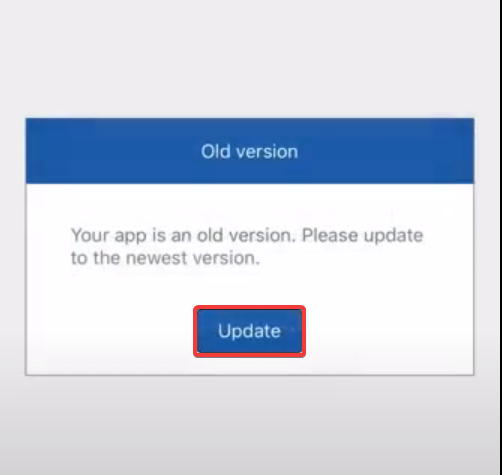 Old version
Your app is an old version. Please update
to the newest version.
Update